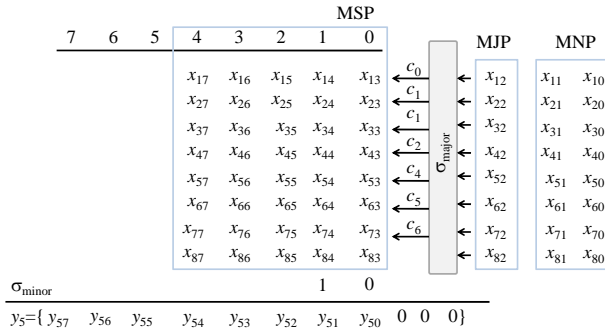 MSP
7 6 5 4 3 2 1 0 MJP MNP
x17 x16 x15 x14 x13 c0 x12 x11 x10
x27 x26 x25 x24 x23 c1 x22 x21 x20
x37 x36 x35 x34 x33 c1 x32 x31 x30
x47 x46 x45 x44 x43 c2 σmajor x42 x41 x40
x57 x56 x55 x54 x53 c4 x52 x51 x50
x67 x66 x65 x64 x63 c5 x62 x61 x60
x77 x76 x75 x74 x73 c6 x72 x71 x70
x87 x86 x85 x84 x83 x82 x81 x80
σminor 1 0
y5={ y57 y56 y55 y54 y53 y52 y51 y50 0 0 0}